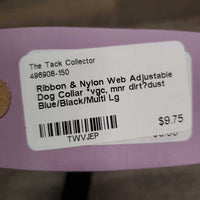 The Tack Collector
496908-150
Ribbon & Nylon Web Adjustable
Dog Collar *vgc, mnr dirt?dust
Blue/Black/Multi Lg
$9.75
TWVJEP